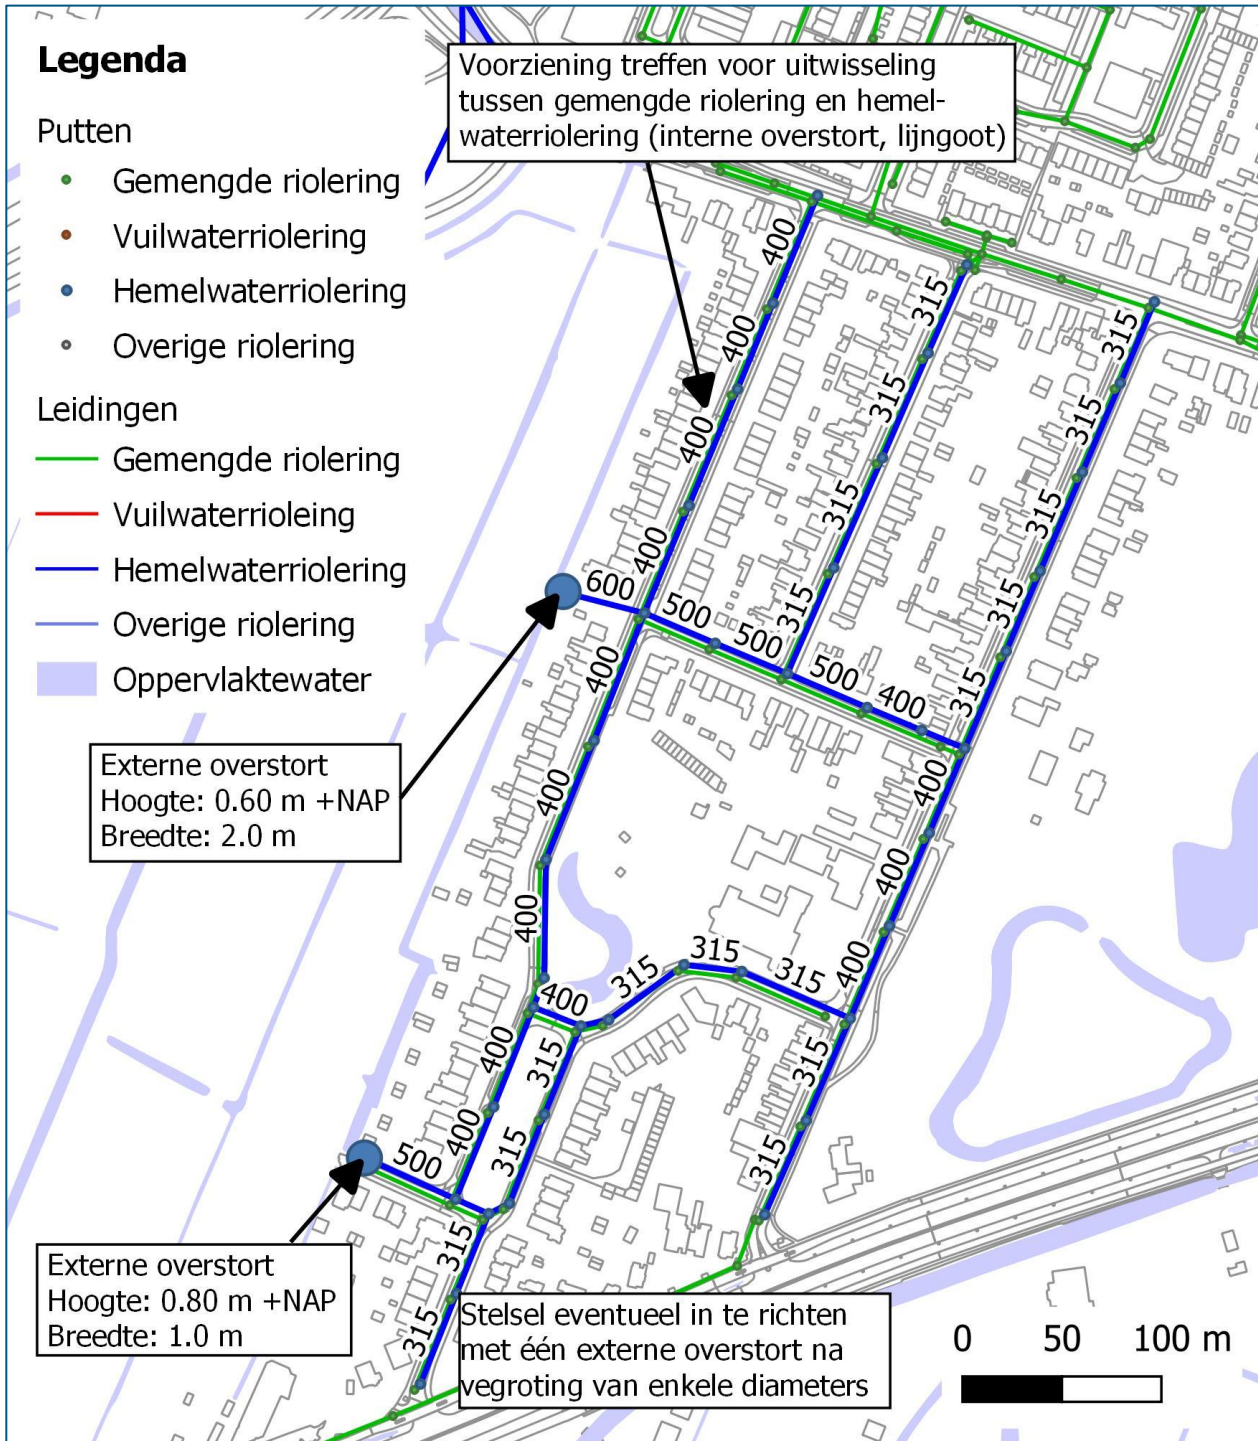 Legenda
Putten
Gemengde riolering
Vuilwaterriolering
Hemelwaterriolering
Overige riolering
Leidingen
Gemengde riolering
Vuilwaterrioleing
Hemelwaterriolering
Overige riolering
Oppervlaktewater
Voorziening treffen voor uitwisseling
tussen gemengde riolering en hemel-
waterriolering (interne overstort, lijngoot)
400
400
400
400
315
315
315
315
315
315
315
315
315
600
500
500
500
400
400
400
400
400
400
400
Externe overstort
Hoogte: 0.60 m +NAP
Breedte: 2.0 m
400
315
315
315
400
400
315
315
315
315
500
315
315
Externe overstort
Hoogte: 0.80 m +NAP
Breedte: 1.0 m
Stelsel eventueel in te richten
met één externe overstort na
vegroting van enkele diameters
0 50 100 m